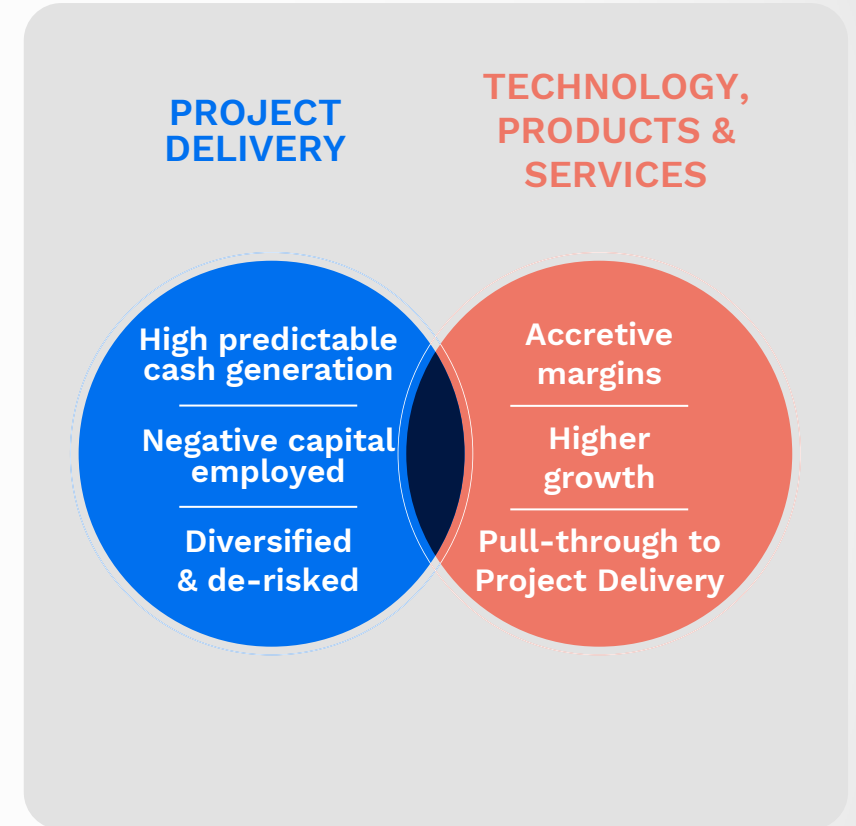 PROJECT
DELIVERY
TECHNOLOGY,
PRODUCTS &
SERVICES
High predictable
cash generation
Negative capital
employed
Diversified
& de-risked
Accretive
margins
Higher
growth
Pull-through to
Project Delivery